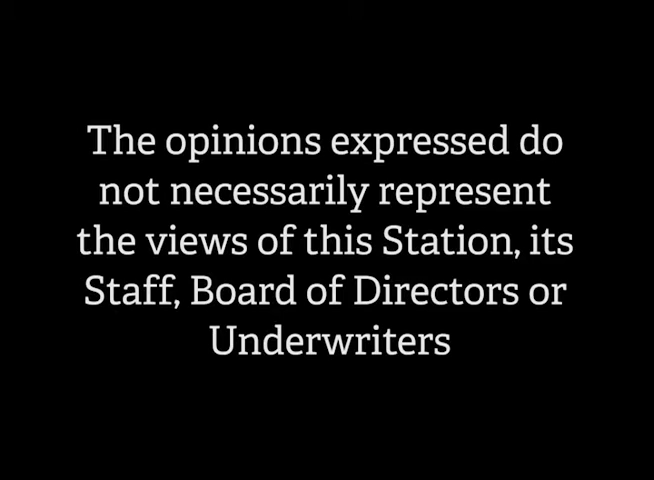 The opinions expressed do
not necessarily represent
the views of this Station, its
Staff, Board of Directors or
Underwriters